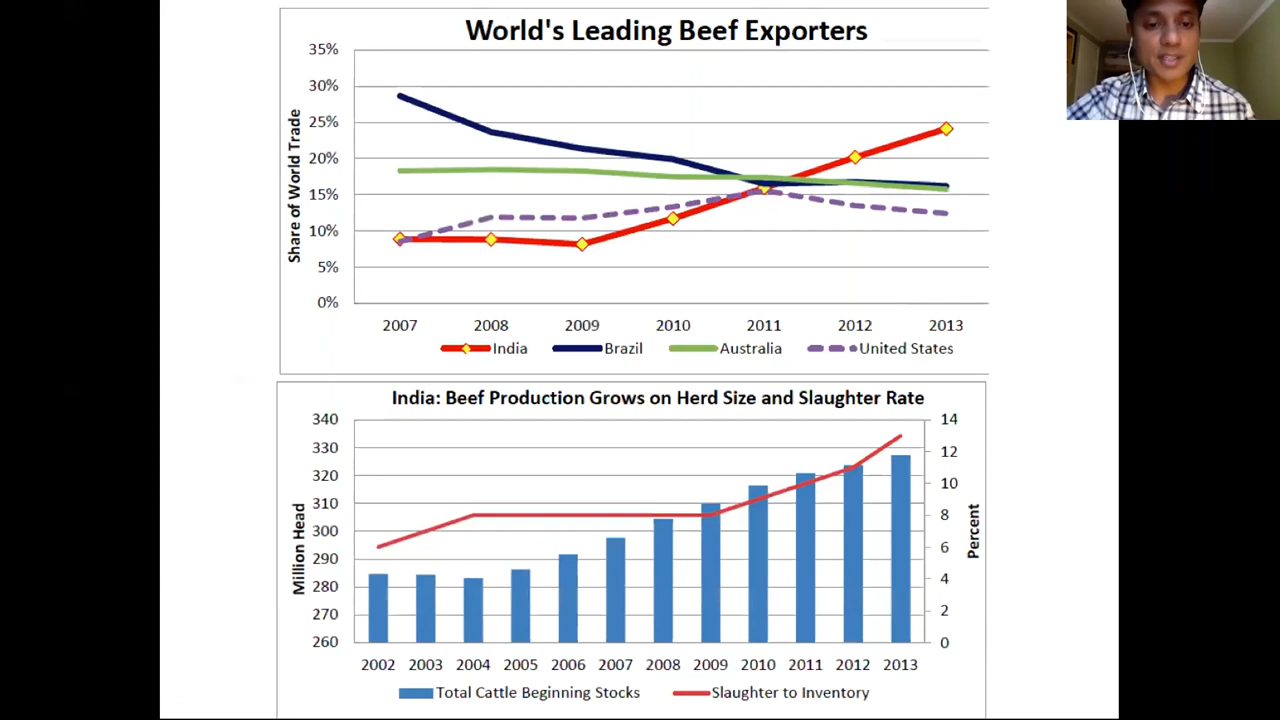 World's Leading Beef Exporters
Share of World Trade
35%
30%
25%
20%
15%
10%
5%
0%
2007 2008 2009 2010 2011 2012 2013
India Brazil Australia United States
India: Beef Production Grows on Herd Size and Slaughter Rate
Million Head
340
330
320
310
300
290
280
270
260
14
12
10
8
6
4
2
0
Percent
2002 2003 2004 2005 2006 2007 2008 2009 2010 2011 2012 2013
Total Cattle Beginning Stocks Slaughter to Inventory